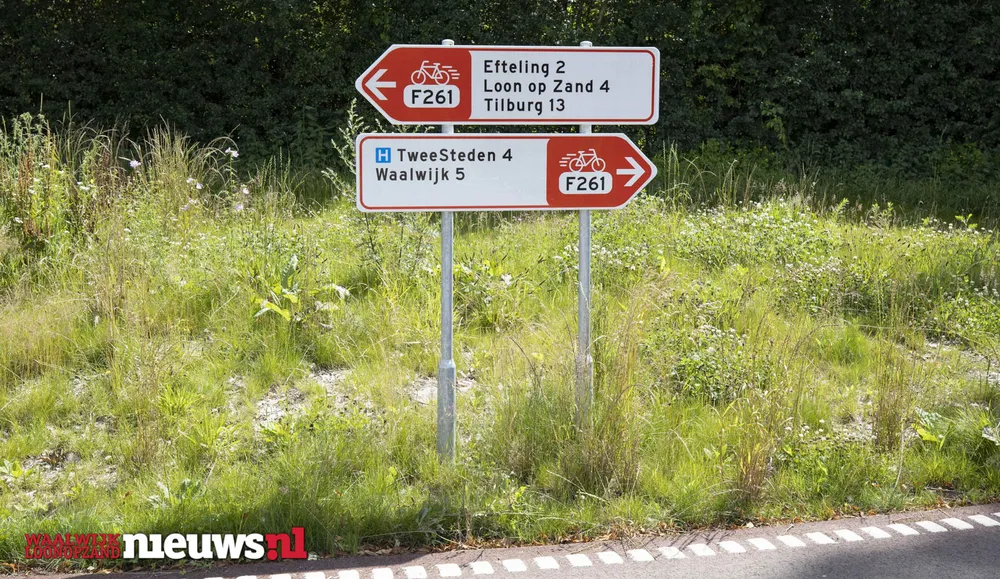 Efteling 2
Loon op Zand 4
Tilburg 13
F261
H TweeSteden 4
Waalwijk 5
F261
WAALWIJK
LOONOPZAND
nieuws.nl